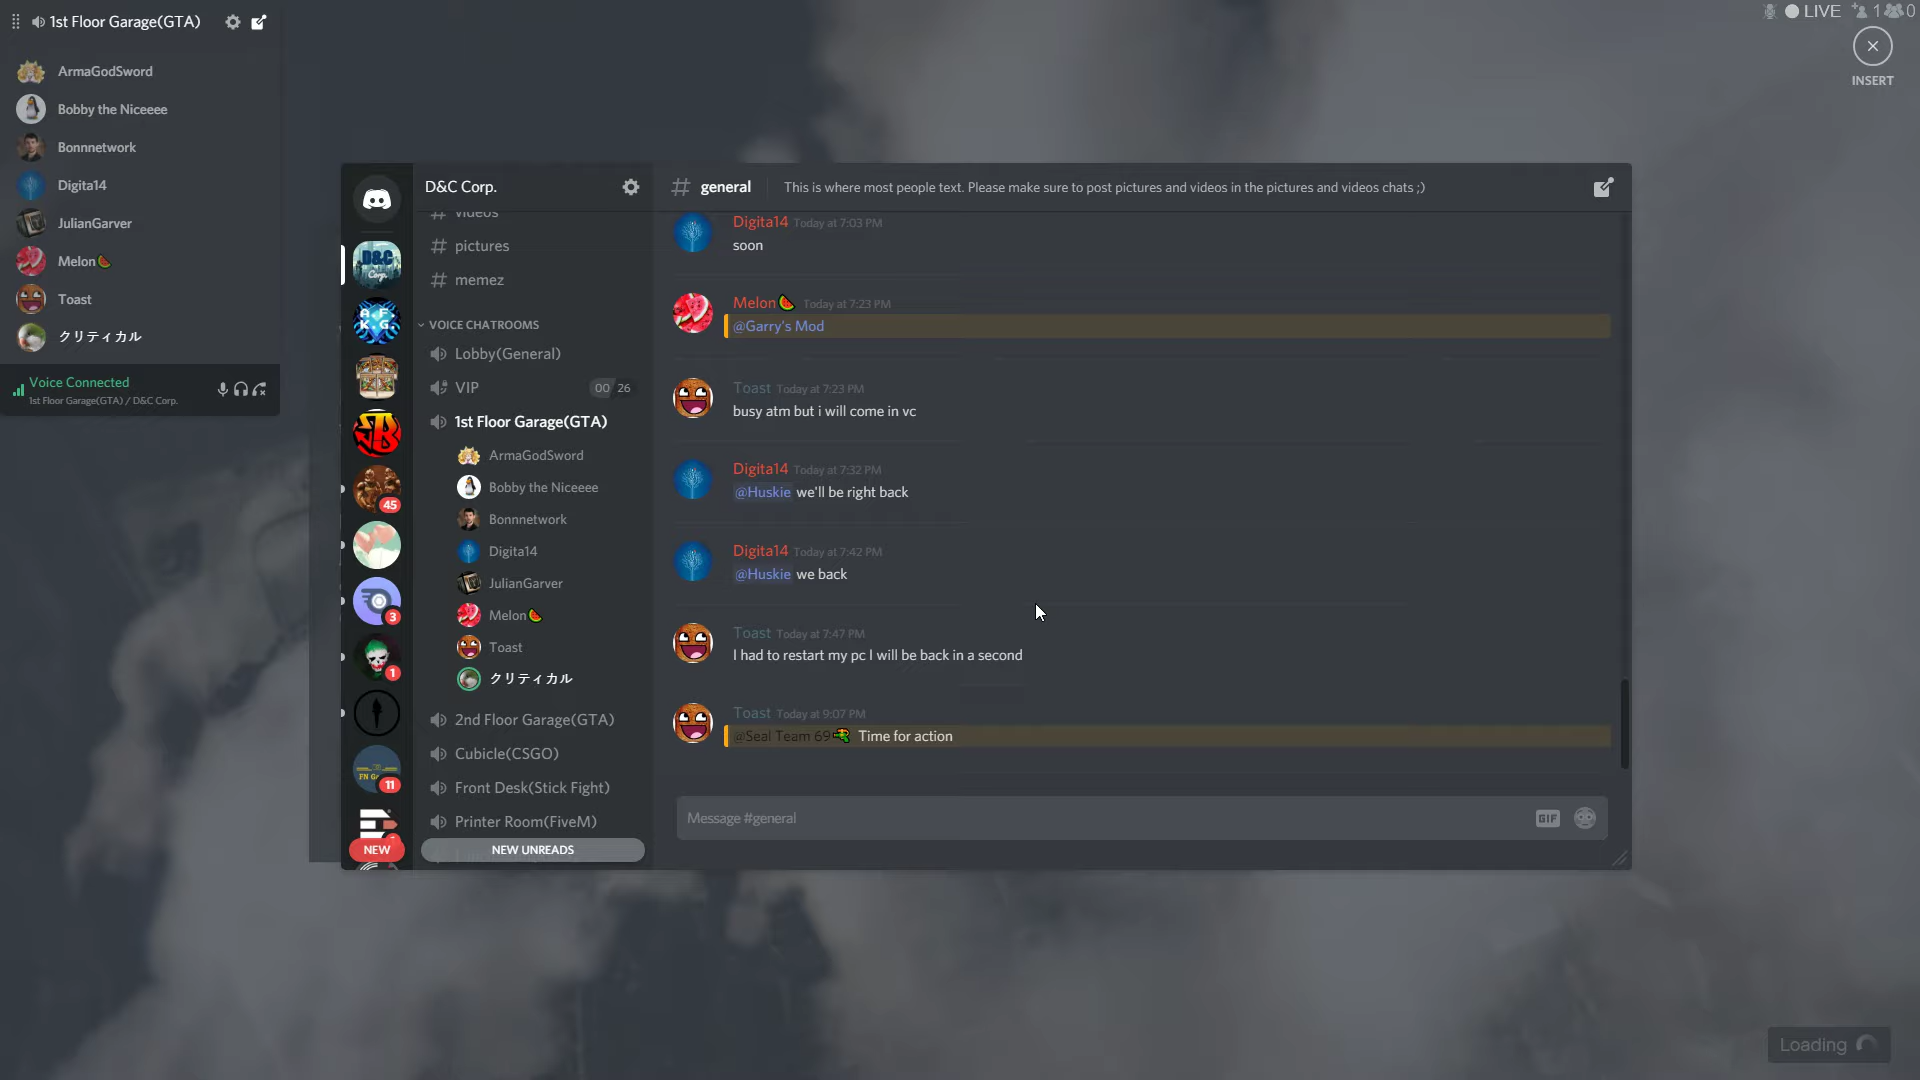 1st Floor Garage(GTA)
ArmaGodSword
Bobby the Niceeee
Bonnnetwork
Digita14
JulianGarver
Melon🍉
Toast
クリティカル
Voice Connected
1st Floor Garage(GTA) / D&C Corp.
LIVE 1 0
INSERT
D&C Corp.
videos
pictures
memez
VOICE CHATROOMS
Lobby(General)
VIP 00 26
1st Floor Garage(GTA)
ArmaGodSword
Bobby the Niceeee
Bonnnetwork
Digita14
JulianGarver
Melon🍉
Toast
クリティカル
2nd Floor Garage(GTA)
Cubicle(CSGO)
Front Desk(Stick Fight)
Printer Room(FiveM)
NEW UNREADS
D&C
Corp.
A F
K G
45
3
1
11
NEW
# general This is where most people text. Please make sure to post pictures and videos in the pictures and videos chats ;)
Digita14 Today at 7:03 PM
soon
Melon🍉 Today at 7:23 PM
@Garry's Mod
Toast Today at 7:23 PM
busy atm but i will come in vc
Digita14 Today at 7:32 PM
@Huskie we'll be right back
Digita14 Today at 7:42 PM
@Huskie we back
Toast Today at 7:47 PM
I had to restart my pc I will be back in a second
Toast Today at 9:07 PM
@Seal Team 69🔫 Time for action
Message #general
GIF
Loading